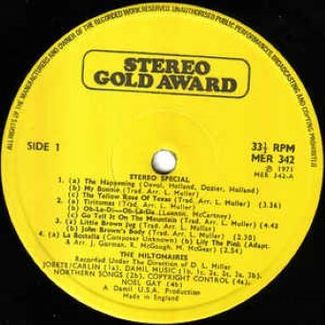 ALL RIGHTS OF THE MANUFACTURERS AND OWNER OF THE RECORDED WORK RESERVED. UNAUTHORISED PUBLIC PERFORMANCES, BROADCASTING AND COPYING PROHIBITED
STEREO
GOLD AWARD
SIDE 1
33⅓ RPM
MER 342
℗ 1971
MER 342-A
STEREO SPECIAL
1. (a) The Happening (Deval, Holland, Dozier, Holland)
(b) My Bonnie (Trad. Arr. L. Muller)
(c) The Yellow Rose Of Texas (Trad. Arr. L. Muller) (3.36)
2. (a) Tiritomas (Trad. Arr. L. Muller)
(b) Ob-La-Di—Ob-La-Da (Lennon, McCartney)
(c) Go Tell It On The Mountain (Trad. Arr. L. Muller) (4.43
3. (a) Little Brown Jug (Trad. Arr. L. Muller)
(b) John Brown's Body (Trad. Arr. L. Muller) (2.38)
4. (a) La Bostella (Composer Unknown) (b) Lily The Pink (Adapt.
& Arr. J. Gorman, R. McGough, M. McGear) (2.54)
THE HILTONAIRES
Recorded Under The Direction of D. L. Miller
JOBETE/CARLIN (1a), DAMIL MUSIC (1b, 1c, 2a, 2c, 3a, 3b),
NORTHERN SONGS (2b), COPYRIGHT CONTROL (4a),
NOEL GAY (4b)
A Damil U.S.A. Production
Made in England